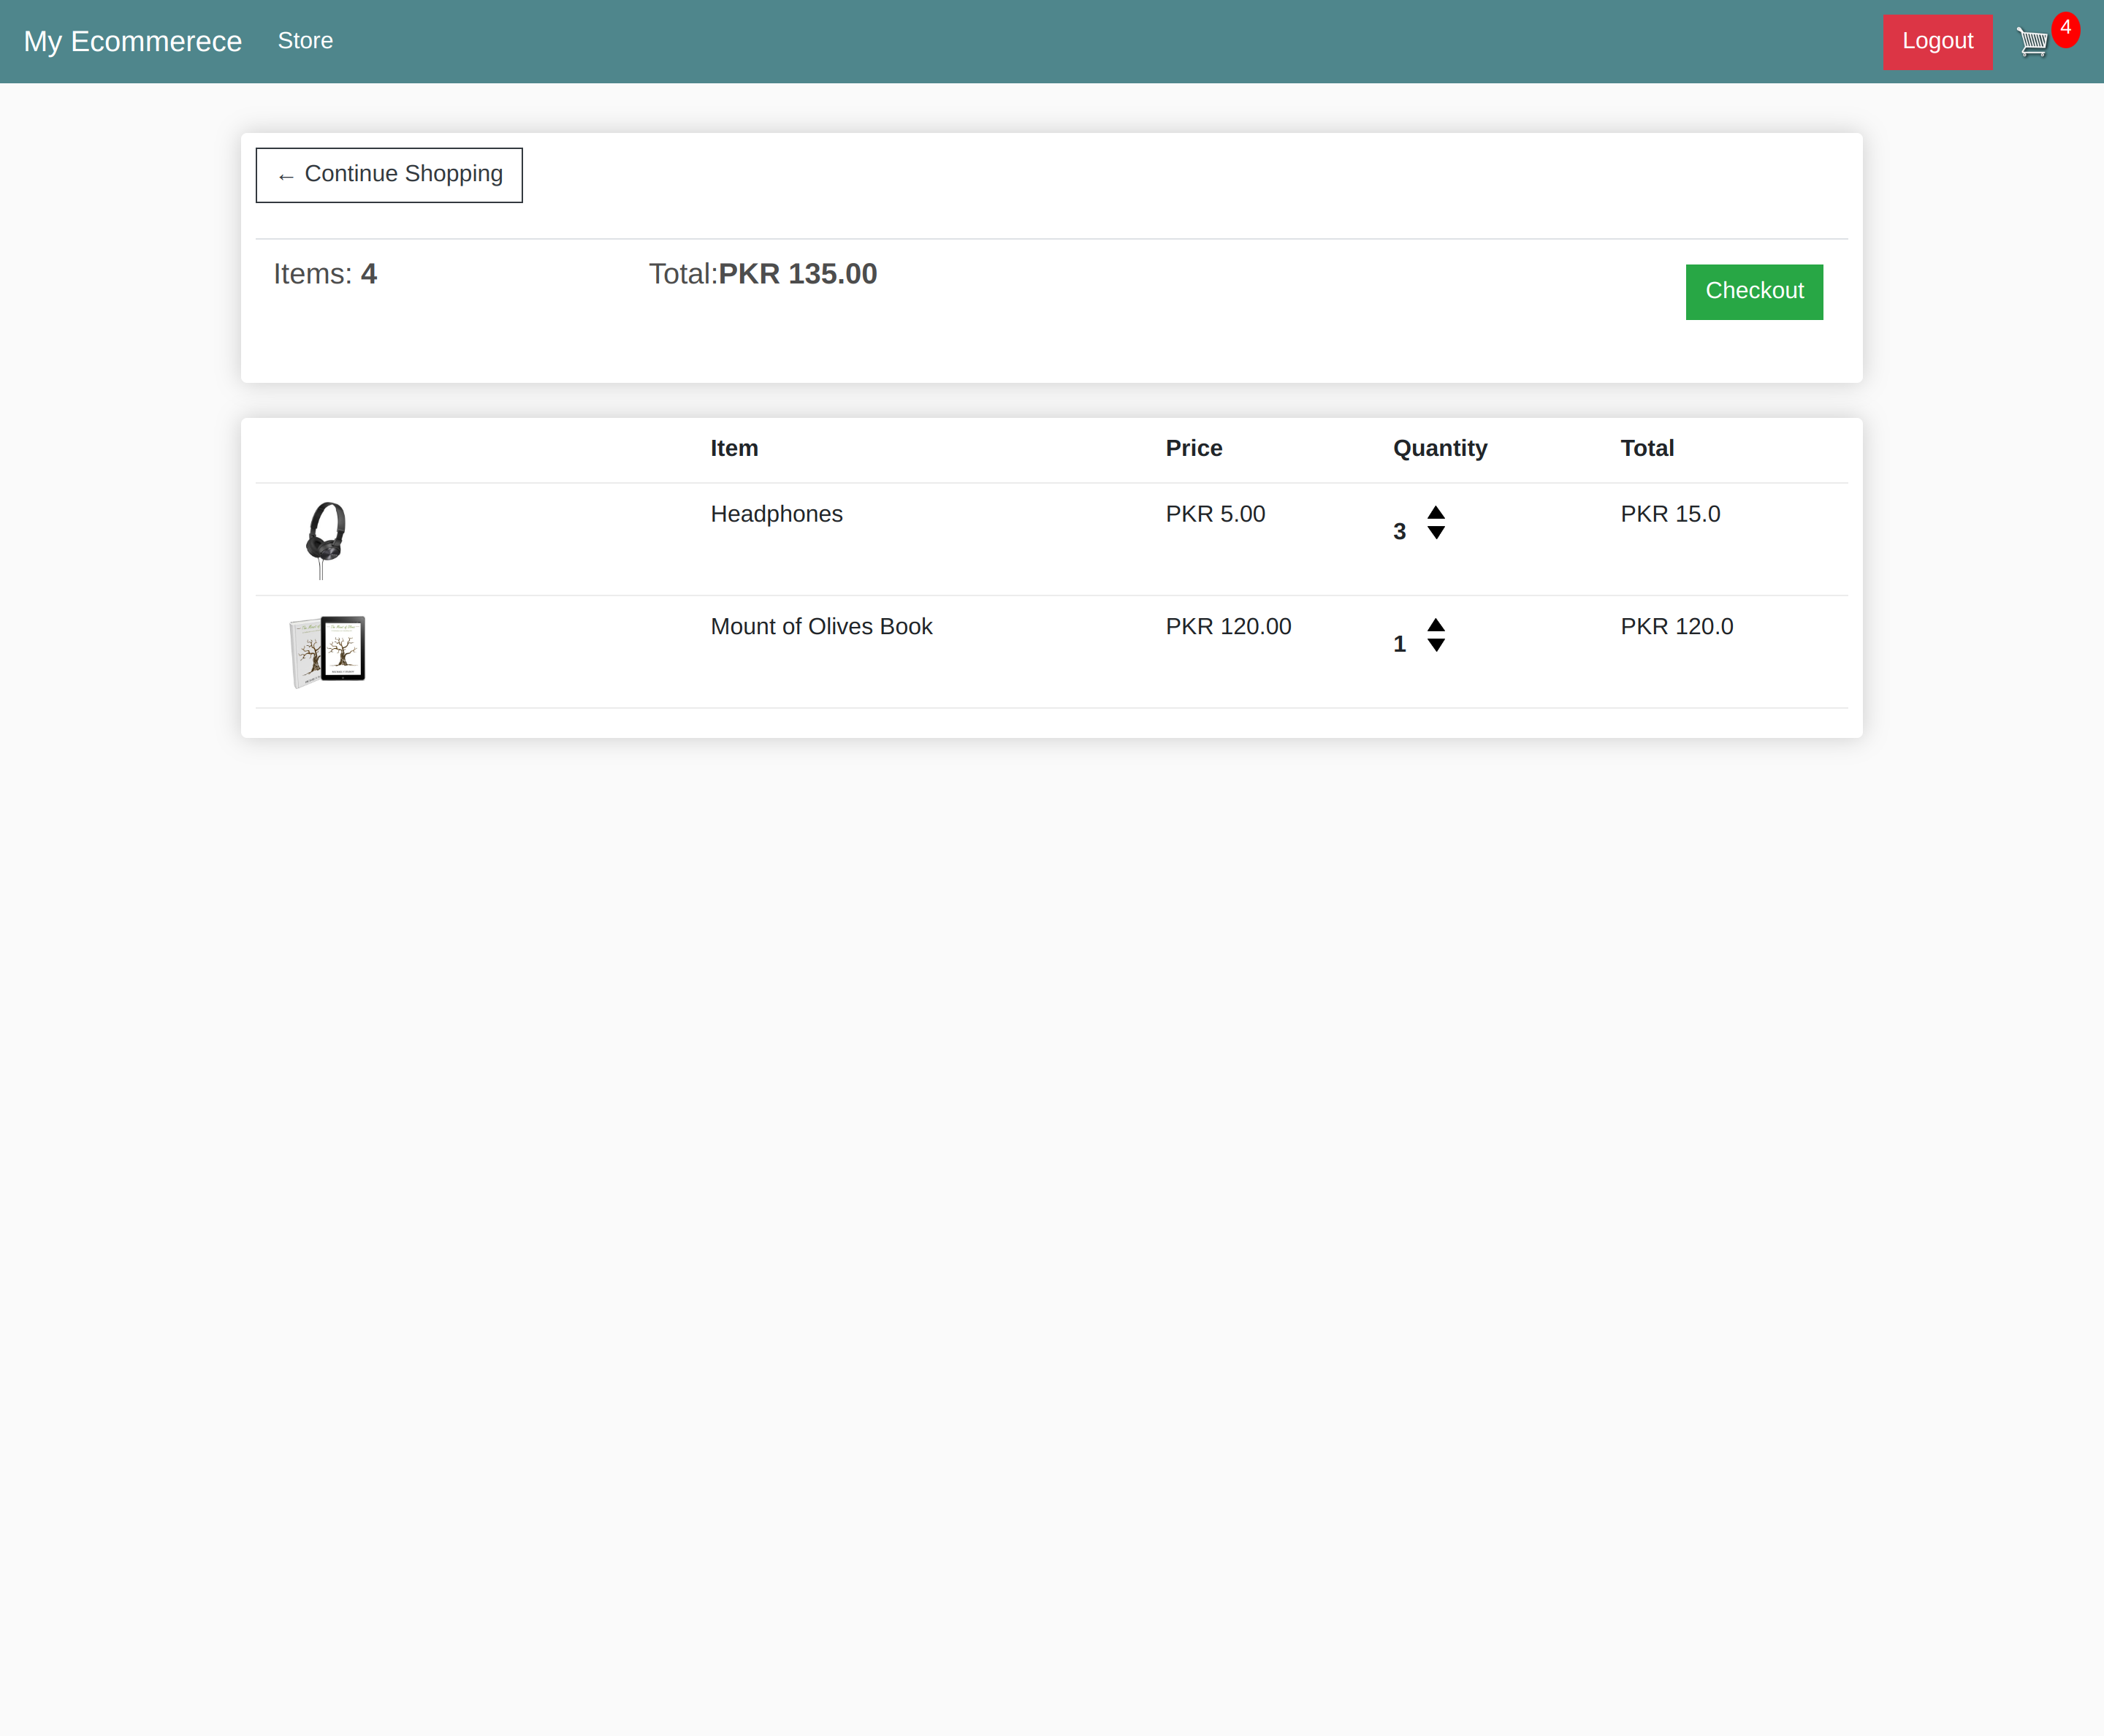 My Ecommerece Store Logout 4
← Continue Shopping
Items: 4 Total:PKR 135.00
Checkout
Item Price Quantity Total
Headphones PKR 5.00 3 PKR 15.0
Mount of Olives Book PKR 120.00 1 PKR 120.0